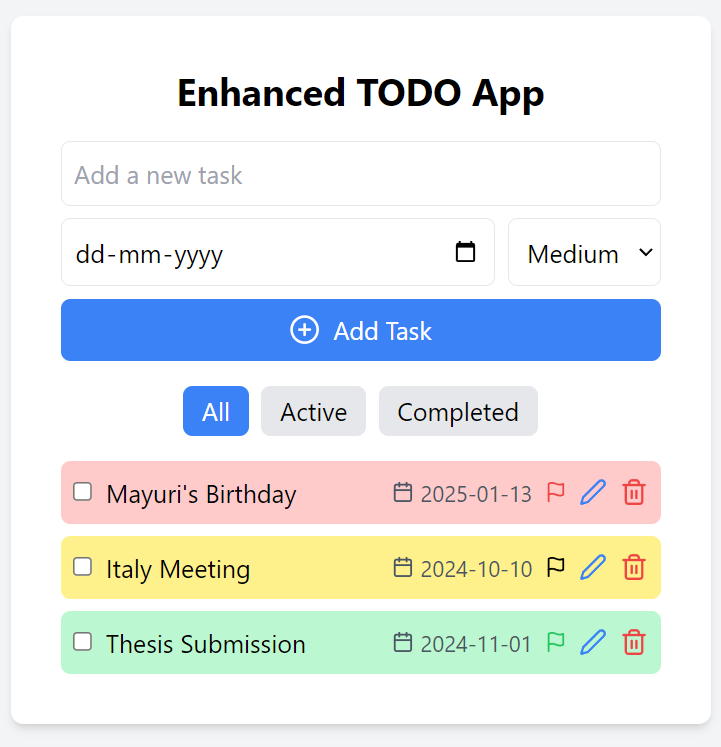 Enhanced TODO App
Add a new task
dd-mm-yyyy Medium
Add Task
All Active Completed
Mayuri's Birthday 2025-01-13
Italy Meeting 2024-10-10
Thesis Submission 2024-11-01